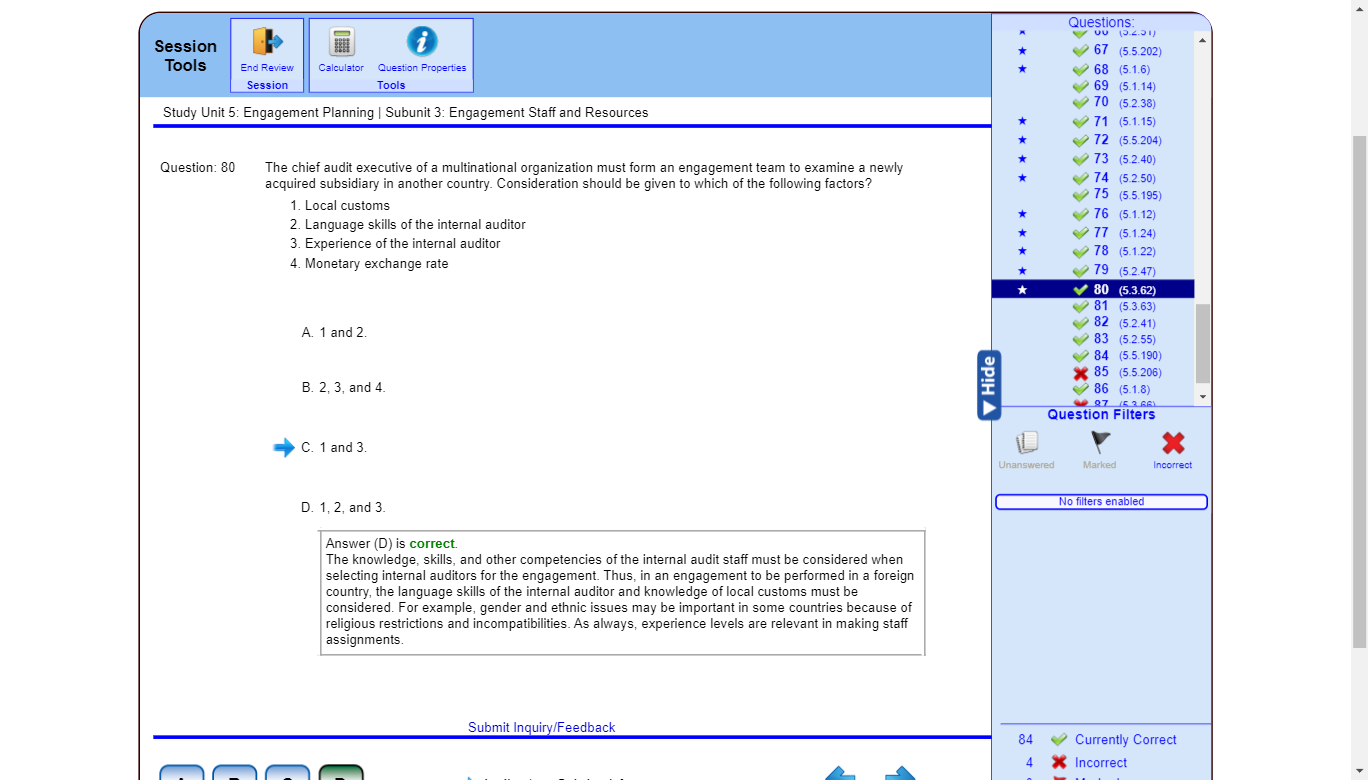 Session
Tools
End Review
Session
Calculator
Question Properties
Tools
Study Unit 5: Engagement Planning | Subunit 3: Engagement Staff and Resources
Question: 80
The chief audit executive of a multinational organization must form an engagement team to examine a newly
acquired subsidiary in another country. Consideration should be given to which of the following factors?
1. Local customs
2. Language skills of the internal auditor
3. Experience of the internal auditor
4. Monetary exchange rate
A. 1 and 2.
B. 2, 3, and 4.
C. 1 and 3.
D. 1, 2, and 3.
Answer (D) is correct.
The knowledge, skills, and other competencies of the internal audit staff must be considered when
selecting internal auditors for the engagement. Thus, in an engagement to be performed in a foreign
country, the language skills of the internal auditor and knowledge of local customs must be
considered. For example, gender and ethnic issues may be important in some countries because of
religious restrictions and incompatibilities. As always, experience levels are relevant in making staff
assignments.
Submit Inquiry/Feedback
Questions:
66 (5.2.51)
67 (5.5.202)
68 (5.1.6)
69 (5.1.14)
70 (5.2.38)
71 (5.1.15)
72 (5.5.204)
73 (5.2.40)
74 (5.2.50)
75 (5.5.195)
76 (5.1.12)
77 (5.1.24)
78 (5.1.22)
79 (5.2.47)
80 (5.3.62)
81 (5.3.63)
82 (5.2.41)
83 (5.2.55)
84 (5.5.190)
85 (5.5.206)
86 (5.1.8)
87 (5.3.66)
Hide
Question Filters
Unanswered
Marked
Incorrect
No filters enabled
84 Currently Correct
4 Incorrect